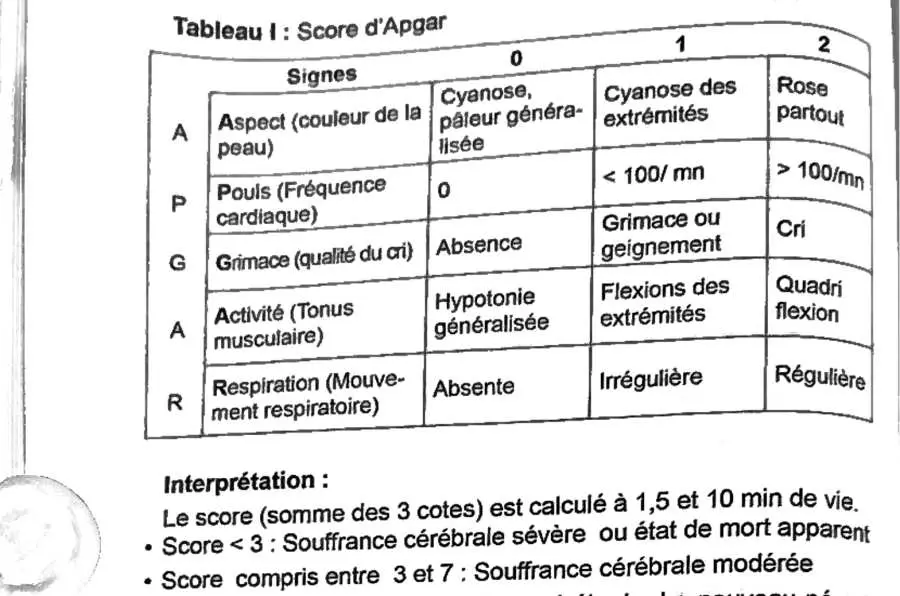 Tableau I : Score d'Apgar
Signes 0 1 2
A Aspect (couleur de la peau) Cyanose, pâleur généra-lisée Cyanose des extrémités Rose partout
P Pouls (Fréquence cardiaque) 0 < 100/ mn > 100/mn
G Grimace (qualité du cri) Absence Grimace ou geignement Cri
A Activité (Tonus musculaire) Hypotonie généralisée Flexions des extrémités Quadri flexion
R Respiration (Mouve-ment respiratoire) Absente Irrégulière Régulière
Interprétation :
Le score (somme des 3 cotes) est calculé à 1,5 et 10 min de vie.
• Score < 3 : Souffrance cérébrale sévère ou état de mort apparent
• Score compris entre 3 et 7 : Souffrance cérébrale modérée